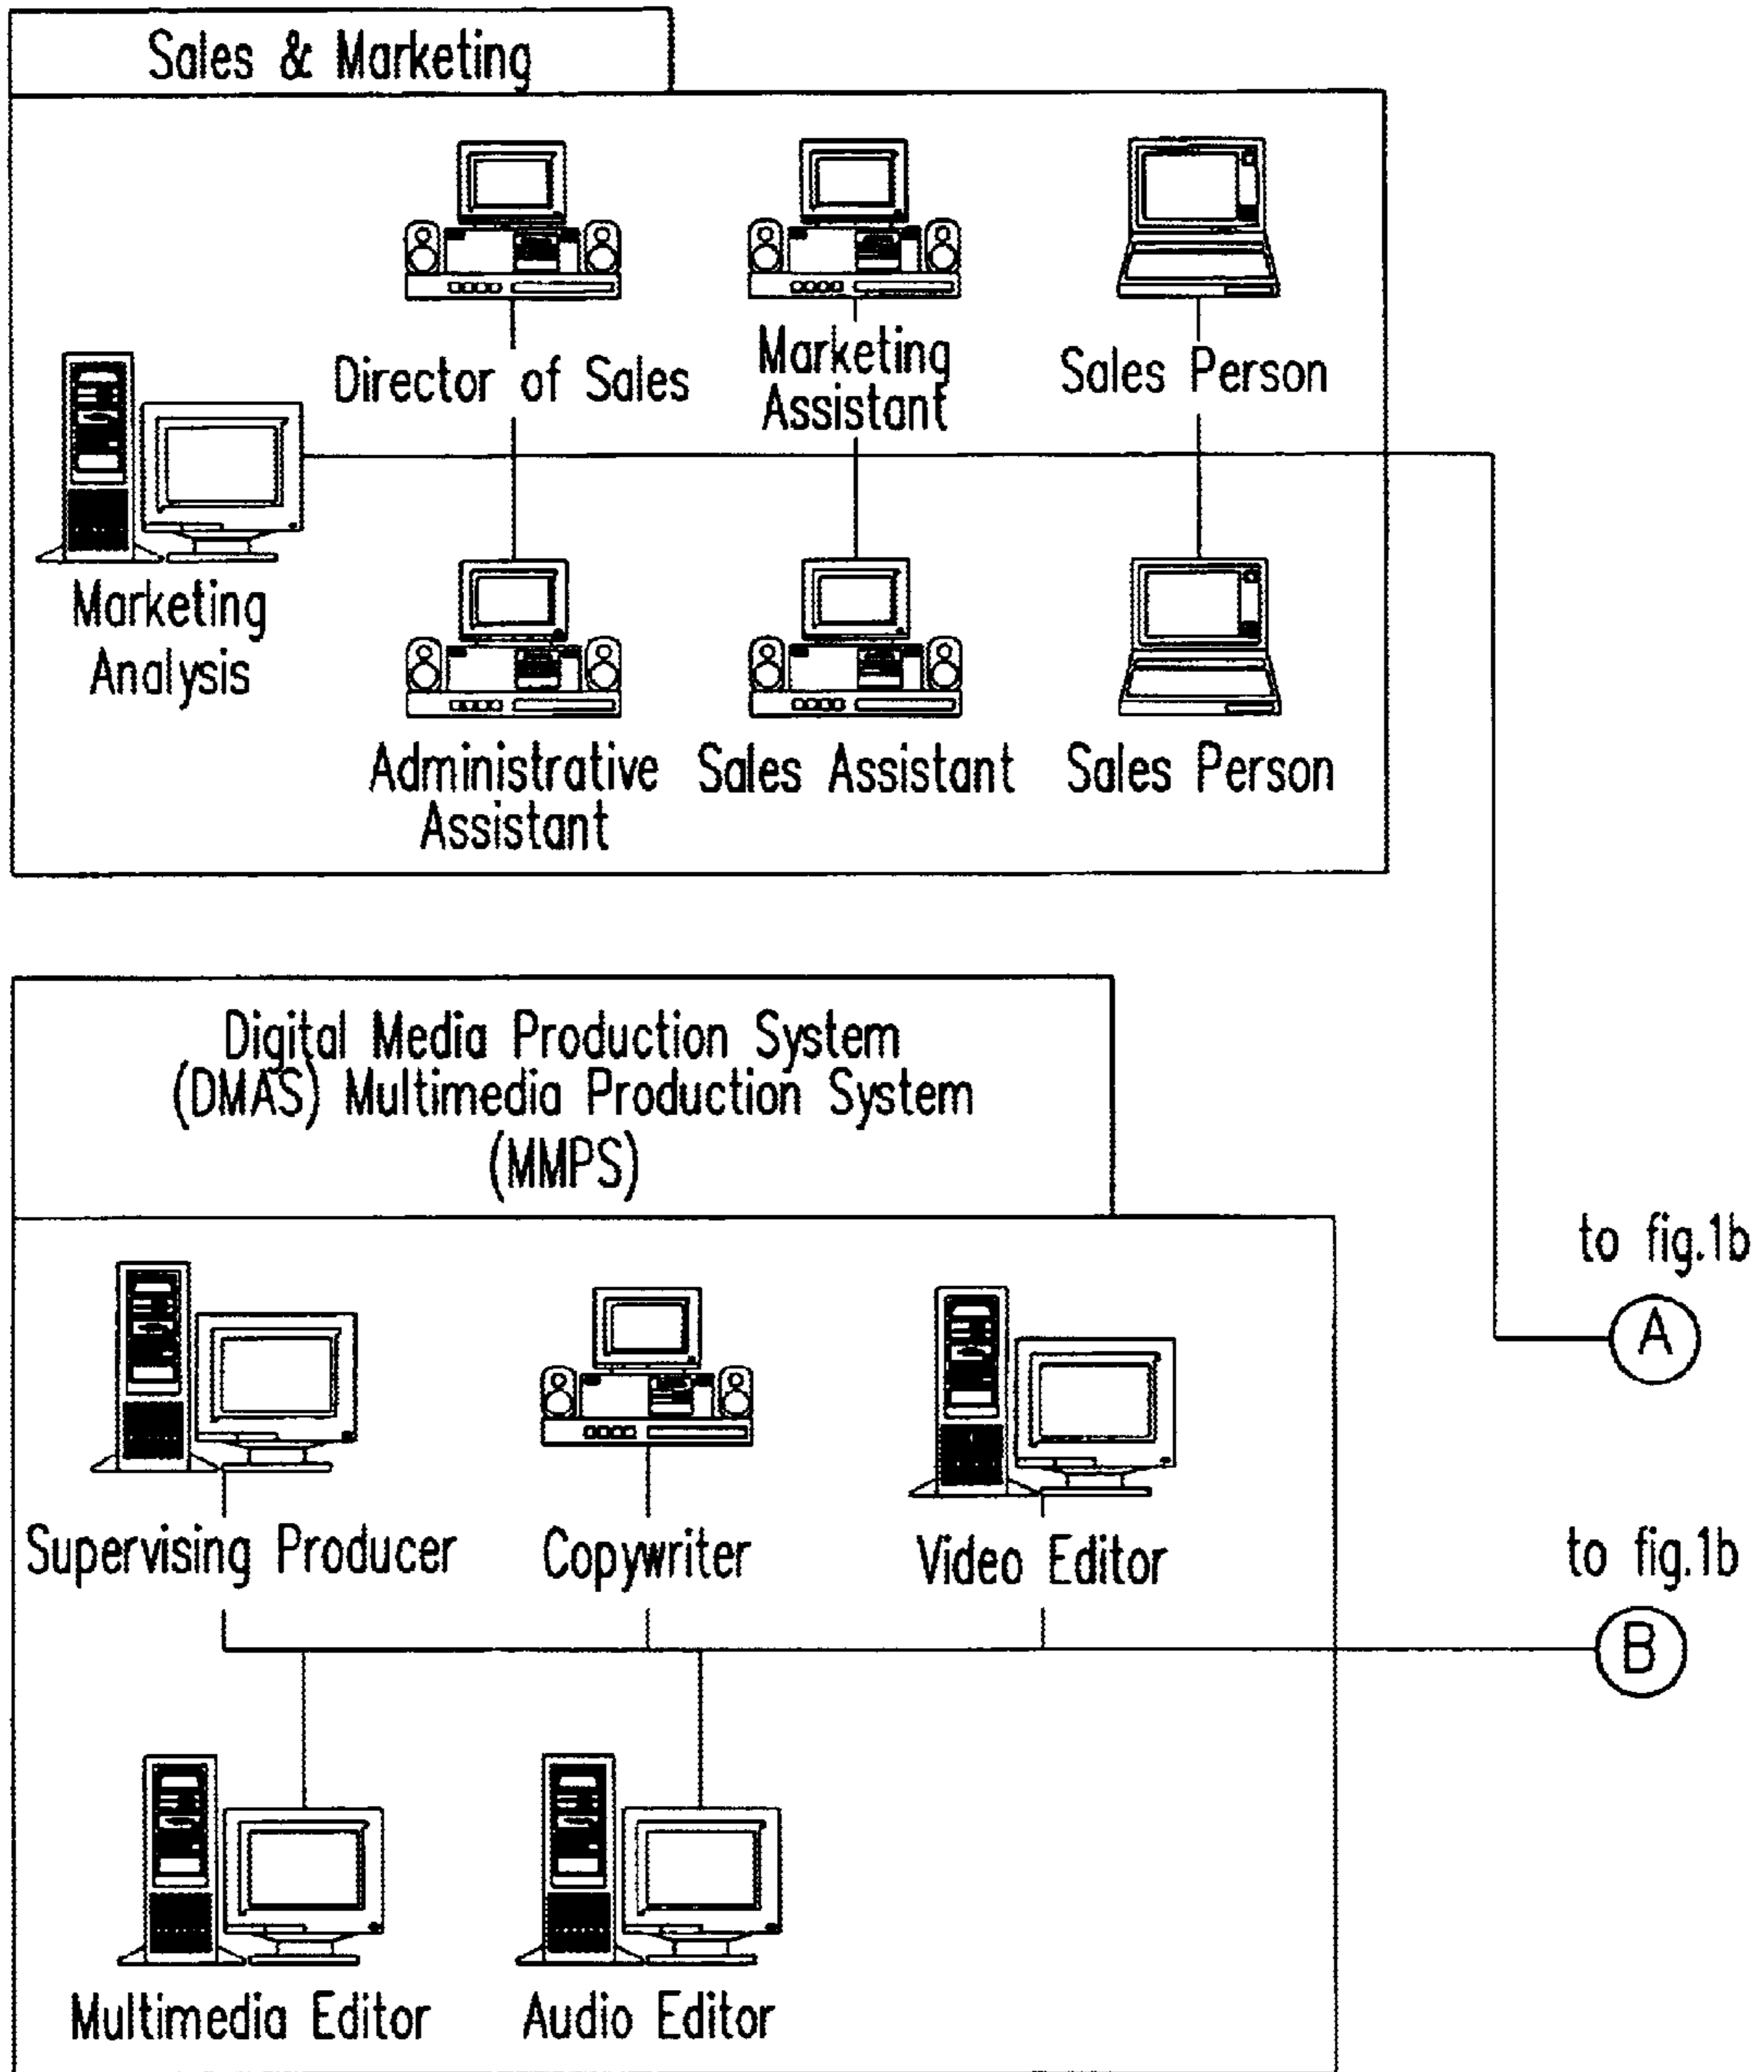 Sales & Marketing
Director of Sales
Marketing
Assistant
Sales Person
Marketing
Analysis
Administrative
Assistant
Sales Assistant
Sales Person
Digital Media Production System
(DMAS) Multimedia Production System
(MMPS)
to fig.1b
A
Supervising Producer
Copywriter
Video Editor
to fig.1b
B
Multimedia Editor
Audio Editor